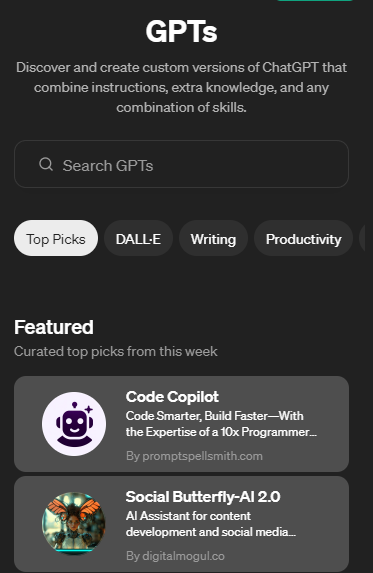 GPTs
Discover and create custom versions of ChatGPT that
combine instructions, extra knowledge, and any
combination of skills.
Search GPTs
Top Picks DALL·E Writing Productivity
Featured
Curated top picks from this week
Code Copilot
Code Smarter, Build Faster—With
the Expertise of a 10x Programmer...
By promptspellsmith.com
Social Butterfly-AI 2.0
AI Assistant for content
development and social media...
By digitalmogul.co